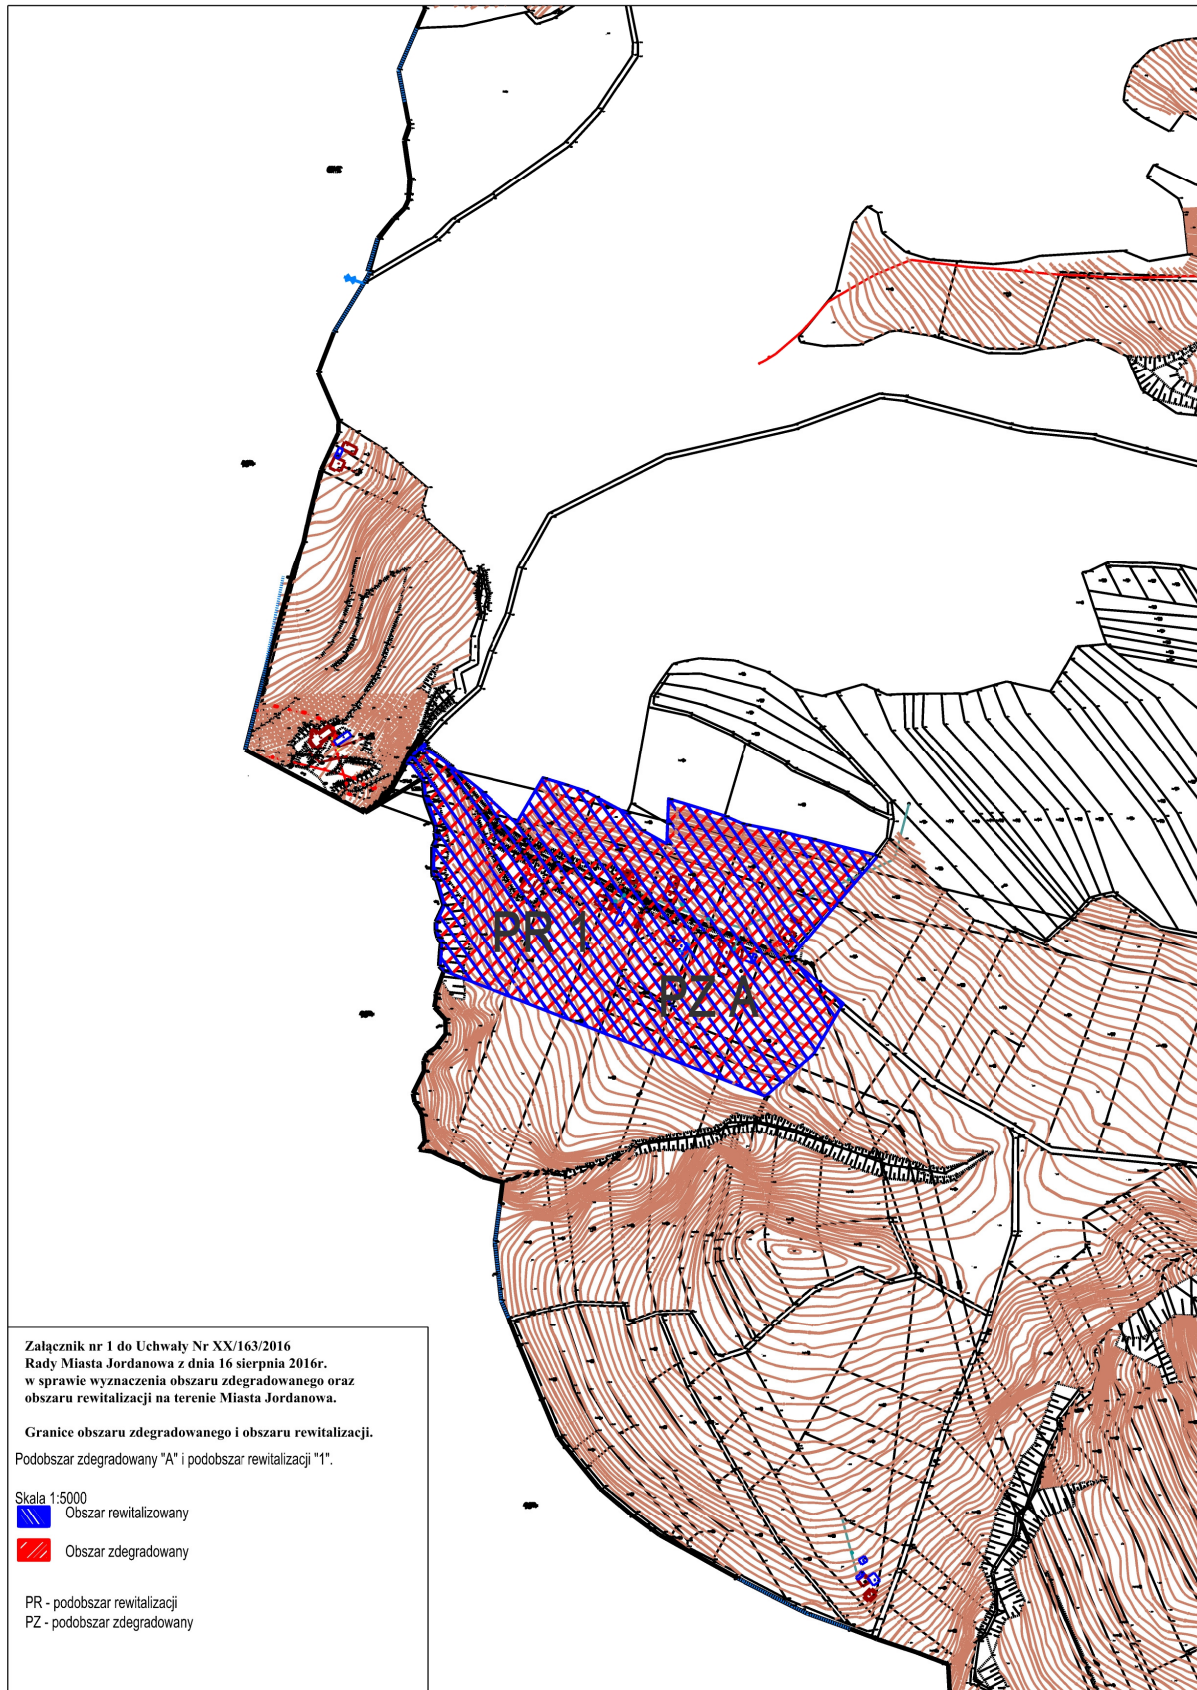 PR 1
PZ A
Załącznik nr 1 do Uchwały Nr XX/163/2016
Rady Miasta Jordanowa z dnia 16 sierpnia 2016r.
w sprawie wyznaczenia obszaru zdegradowanego oraz
obszaru rewitalizacji na terenie Miasta Jordanowa.
Granice obszaru zdegradowanego i obszaru rewitalizacji.
Podobszar zdegradowany "A" i podobszar rewitalizacji "1".
Skala 1:5000
Obszar rewitalizowany
Obszar zdegradowany
PR - podobszar rewitalizacji
PZ - podobszar zdegradowany